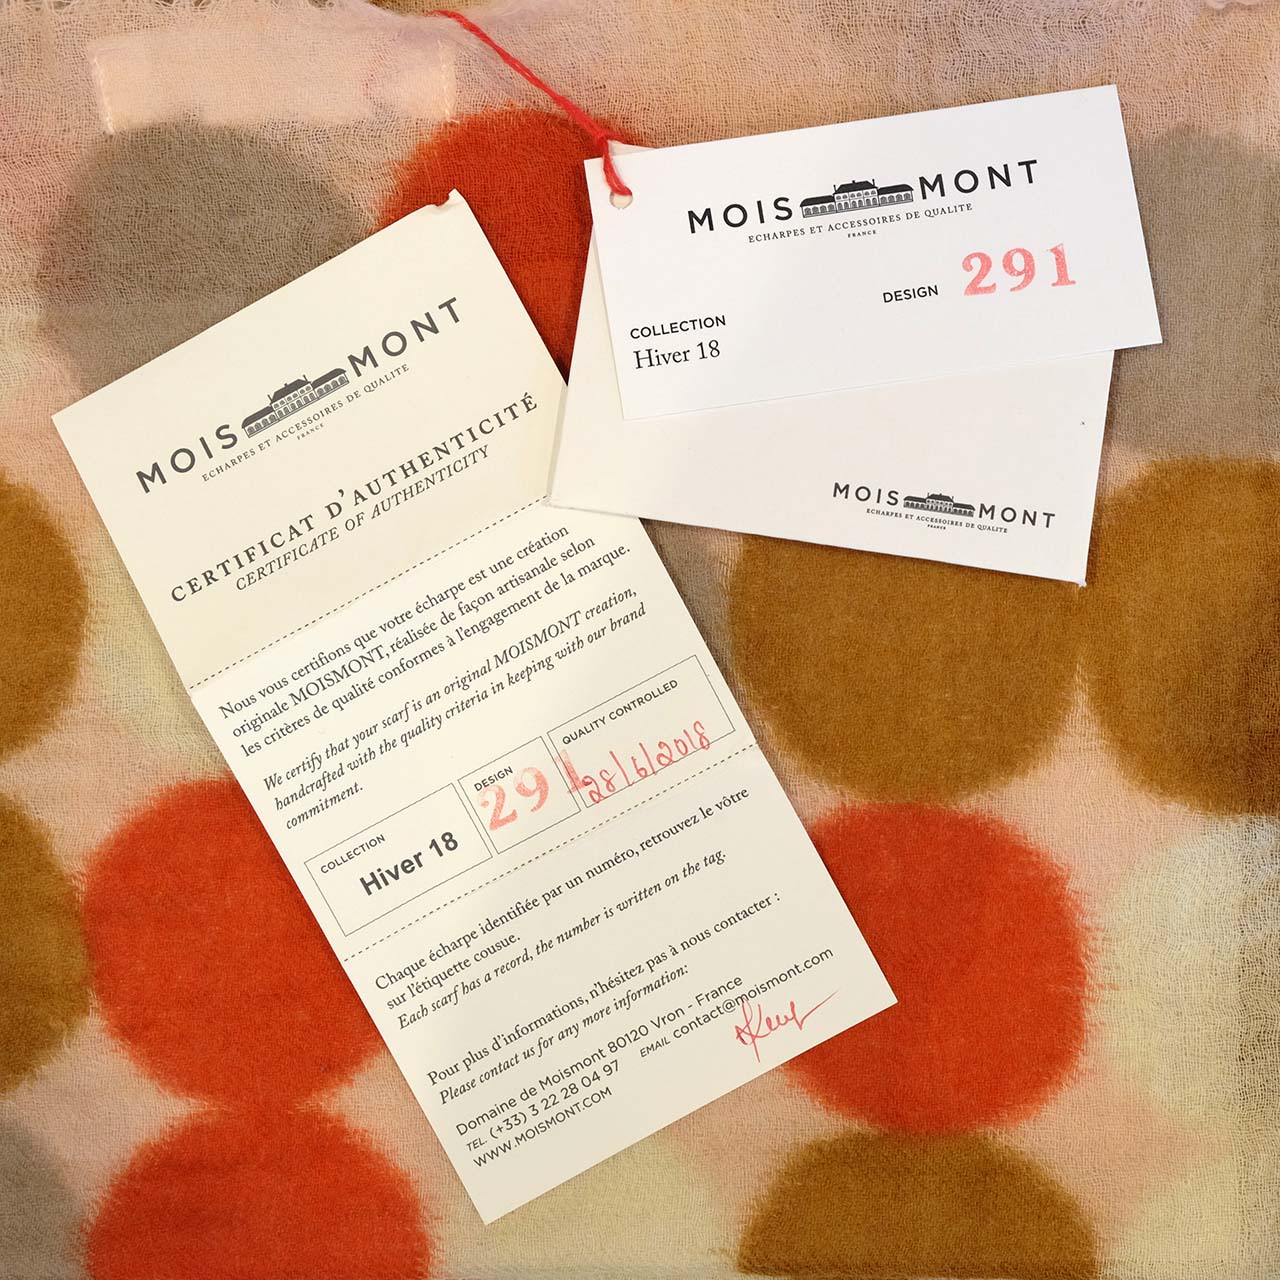 MOIS MONT
ECHARPES ET ACCESSOIRES DE QUALITE
FRANCE
DESIGN 291
COLLECTION
Hiver 18
MOIS MONT
ECHARPES ET ACCESSOIRES DE QUALITE
FRANCE
MOIS MONT
ECHARPES ET ACCESSOIRES DE QUALITE
FRANCE
CERTIFICAT D'AUTHENTICITÉ
CERTIFICATE OF AUTHENTICITY
Nous vous certifions que votre écharpe est une création
originale MOISMONT, réalisée de façon artisanale selon
les critères de qualité conformes à l'engagement de la marque.
We certify that your scarf is an original MOISMONT creation,
handcrafted with the quality criteria in keeping with our brand
commitment.
COLLECTION
Hiver 18
DESIGN
291
QUALITY CONTROLLED
28/6/2018
Chaque écharpe identifiée par un numéro, retrouvez le vôtre
sur l'étiquette cousue.
Each scarf has a record, the number is written on the tag.
Pour plus d'informations, n'hésitez pas à nous contacter :
Please contact us for any more information:
Domaine de Moismont 80120 Vron - France
TEL. (+33) 3 22 28 04 97 EMAIL contact@moismont.com
WWW.MOISMONT.COM